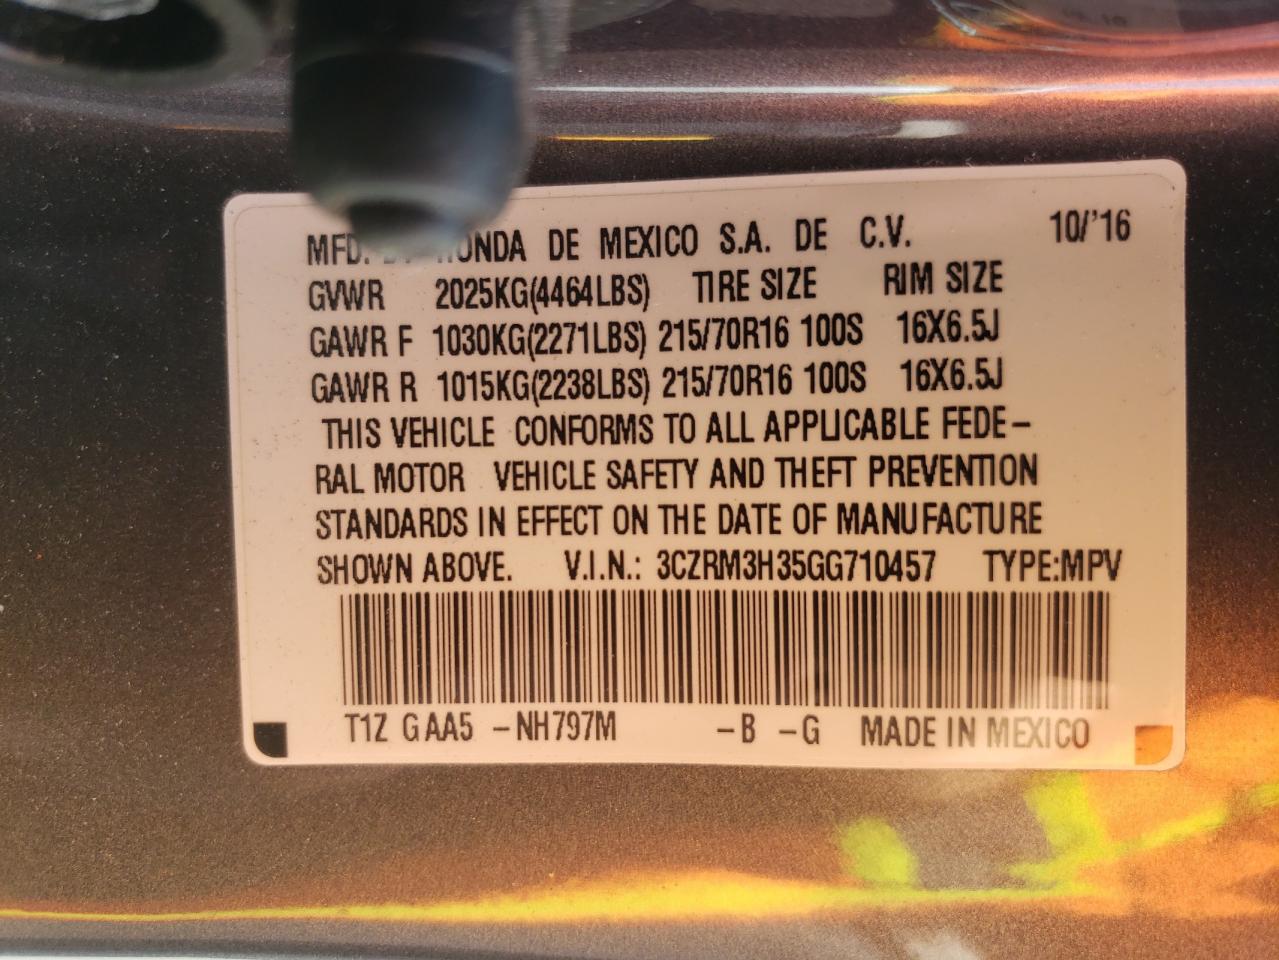 MFD. HONDA DE MEXICO S.A. DE C.V. 10/'16
GVWR 2025KG(4464LBS) TIRE SIZE RIM SIZE
GAWR F 1030KG(2271LBS) 215/70R16 100S 16X6.5J
GAWR R 1015KG(2238LBS) 215/70R16 100S 16X6.5J
THIS VEHICLE CONFORMS TO ALL APPLICABLE FEDE-
RAL MOTOR VEHICLE SAFETY AND THEFT PREVENTION
STANDARDS IN EFFECT ON THE DATE OF MANUFACTURE
SHOWN ABOVE. V.I.N.: 3CZRM3H35GG710457 TYPE:MPV
T1Z GAA5 -NH797M -B -G MADE IN MEXICO